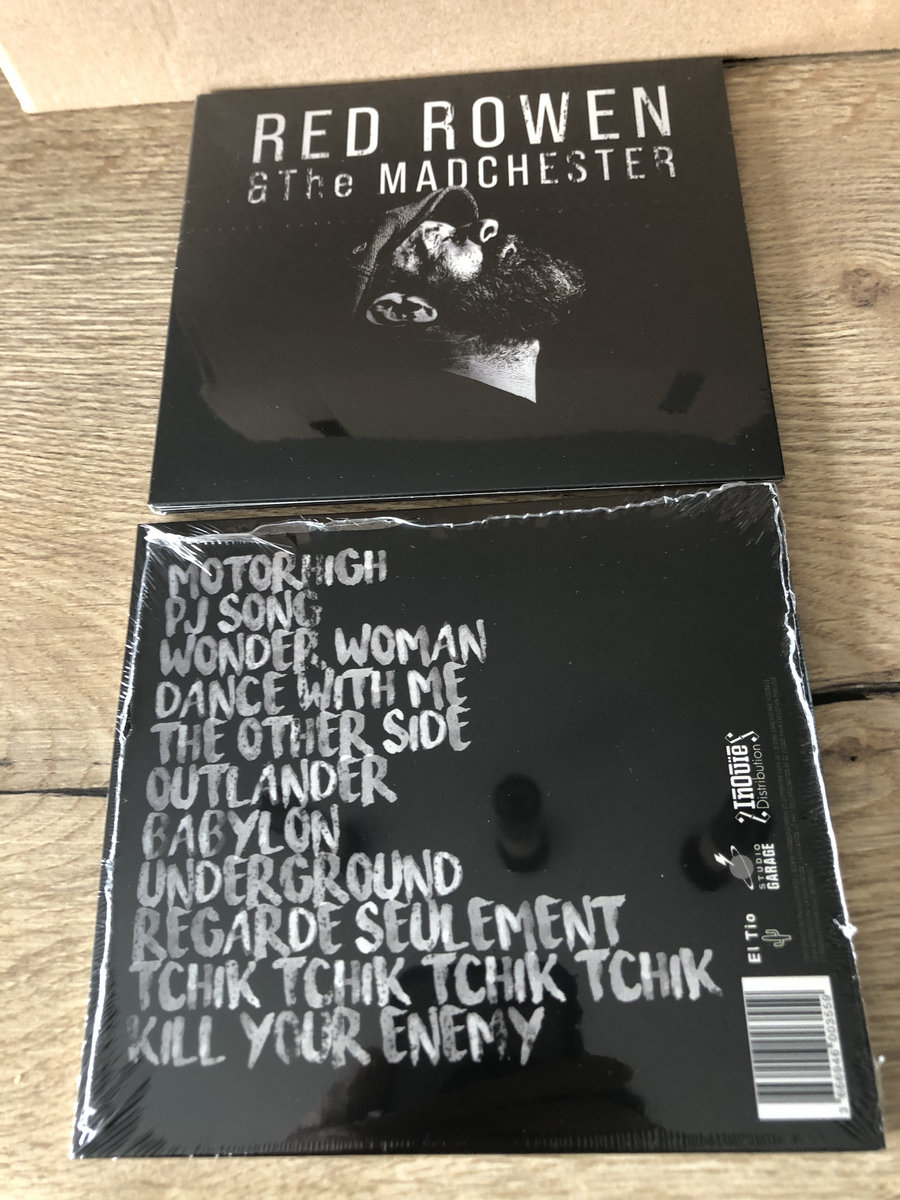 RED ROWEN
&The MADCHESTER
MOTORHIGH
PJ SONG
WONDER WOMAN
DANCE WITH ME
THE OTHER SIDE
OUTLANDER
BABYLON
UNDERGROUND
REGARDE SEULEMENT
TCHIK TCHIK TCHIK TCHIK
KILL YOUR ENEMY
El Tio
STUDIO
GARAGE
InOuïe
Distribution